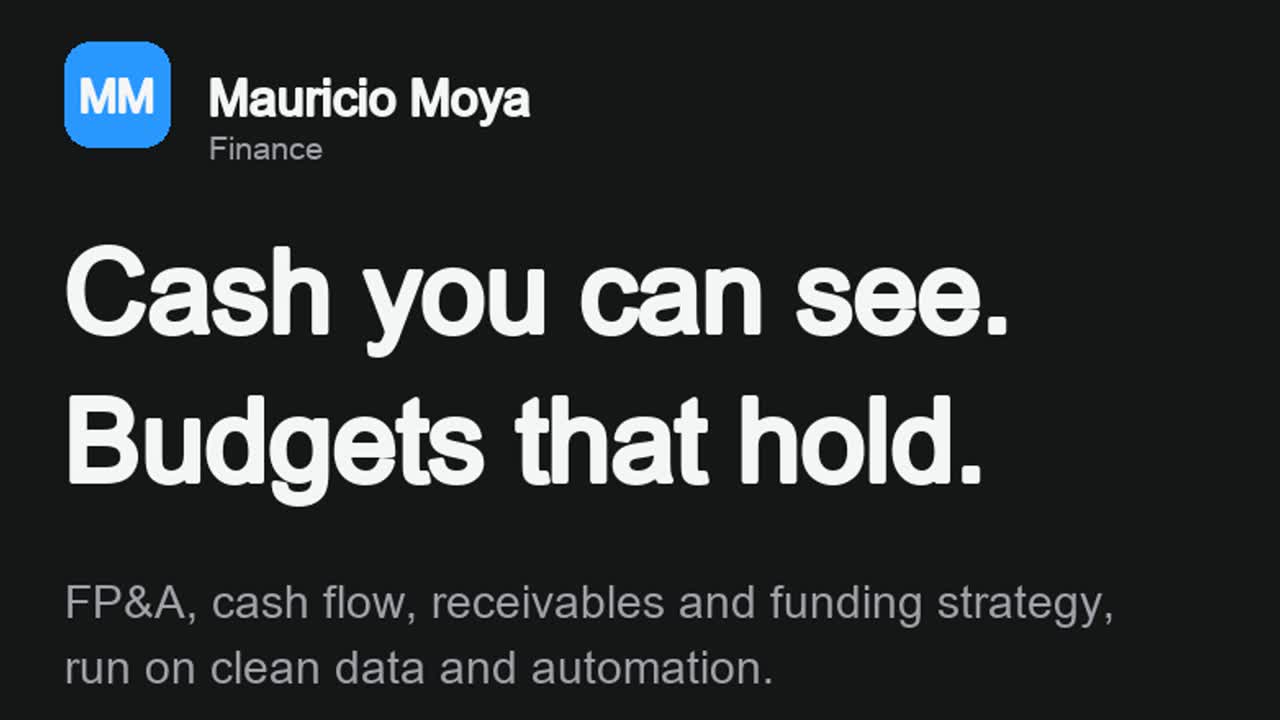 MM
Mauricio Moya
Finance
Cash you can see.
Budgets that hold.
FP&A, cash flow, receivables and funding strategy,
run on clean data and automation.